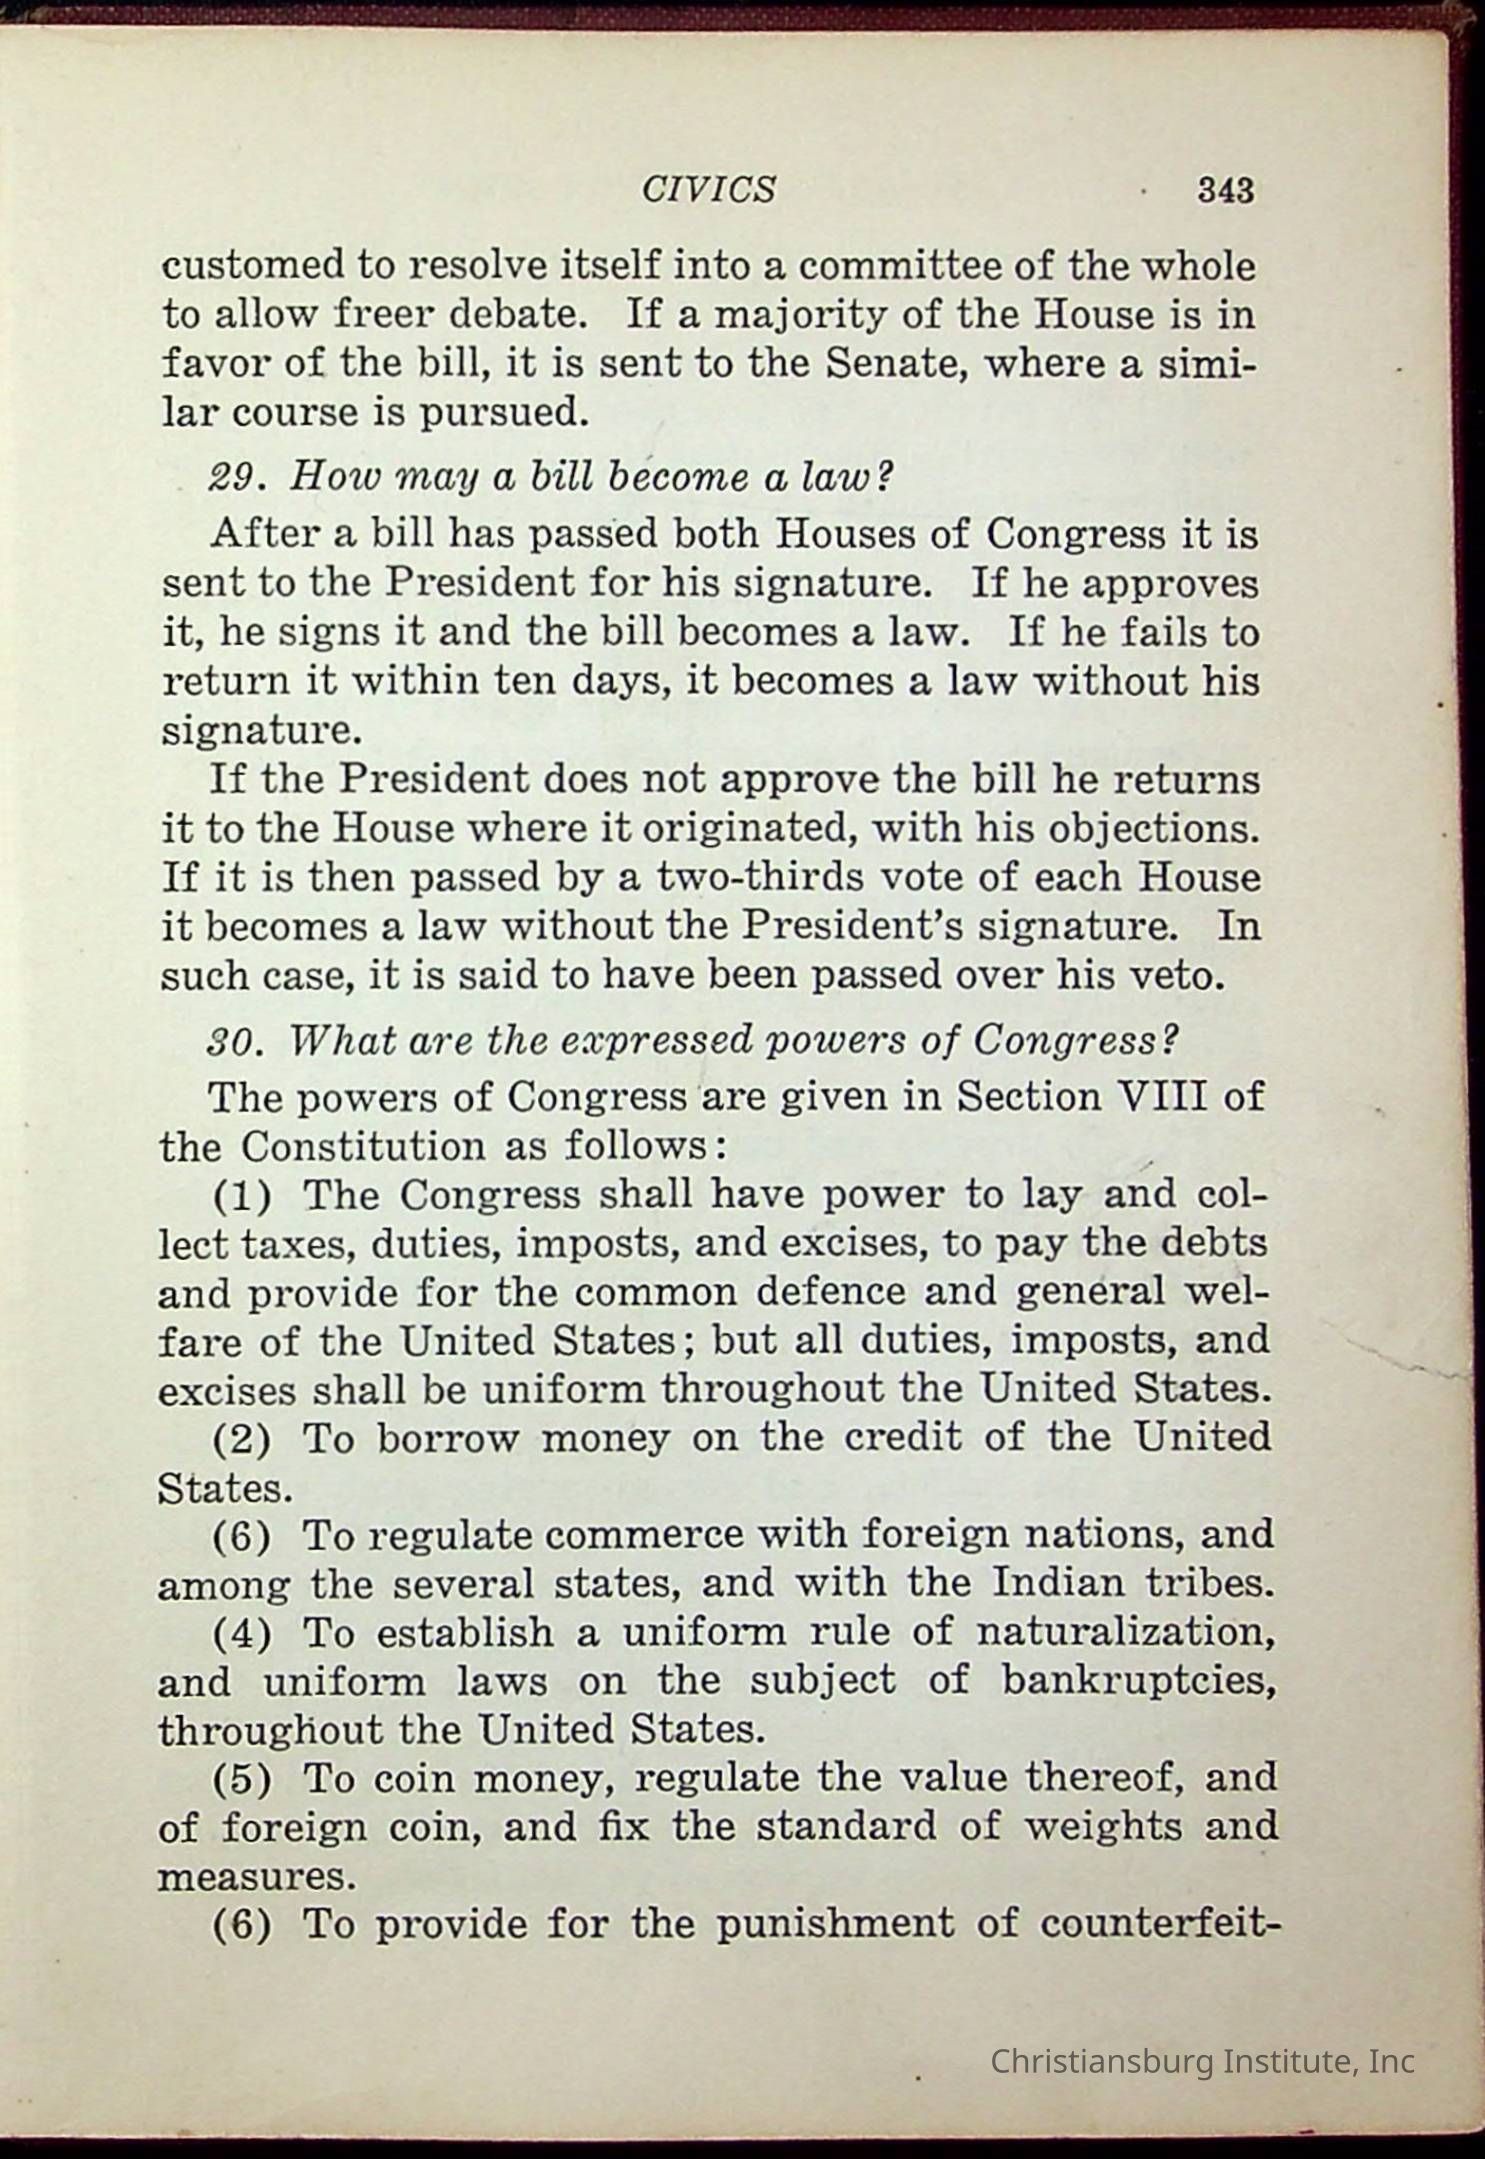 CIVICS 343
customed to resolve itself into a committee of the whole
to allow freer debate. If a majority of the House is in
favor of the bill, it is sent to the Senate, where a simi-
lar course is pursued.
29. How may a bill become a law?
After a bill has passed both Houses of Congress it is
sent to the President for his signature. If he approves
it, he signs it and the bill becomes a law. If he fails to
return it within ten days, it becomes a law without his
signature.
If the President does not approve the bill he returns
it to the House where it originated, with his objections.
If it is then passed by a two-thirds vote of each House
it becomes a law without the President's signature. In
such case, it is said to have been passed over his veto.
30. What are the expressed powers of Congress?
The powers of Congress are given in Section VIII of
the Constitution as follows:
(1) The Congress shall have power to lay and col-
lect taxes, duties, imposts, and excises, to pay the debts
and provide for the common defence and general wel-
fare of the United States; but all duties, imposts, and
excises shall be uniform throughout the United States.
(2) To borrow money on the credit of the United
States.
(6) To regulate commerce with foreign nations, and
among the several states, and with the Indian tribes.
(4) To establish a uniform rule of naturalization,
and uniform laws on the subject of bankruptcies,
throughout the United States.
(5) To coin money, regulate the value thereof, and
of foreign coin, and fix the standard of weights and
measures.
(6) To provide for the punishment of counterfeit-
Christiansburg Institute, Inc